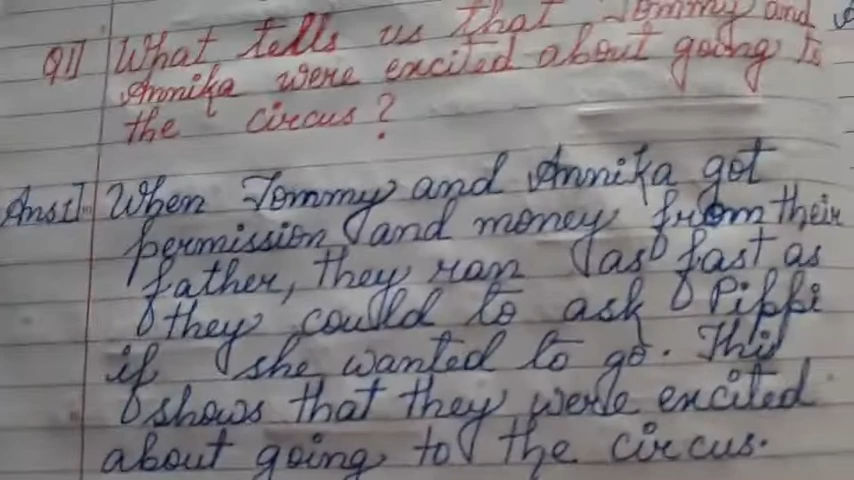 Q1] What tells us that Tommy and
Annika were excited about going to
the circus?
Ans1] When Tommy and Annika got
permission and money from their
father, they ran as fast as
they could to ask Pippi
if she wanted to go. This
shows that they were excited
about going to the circus.